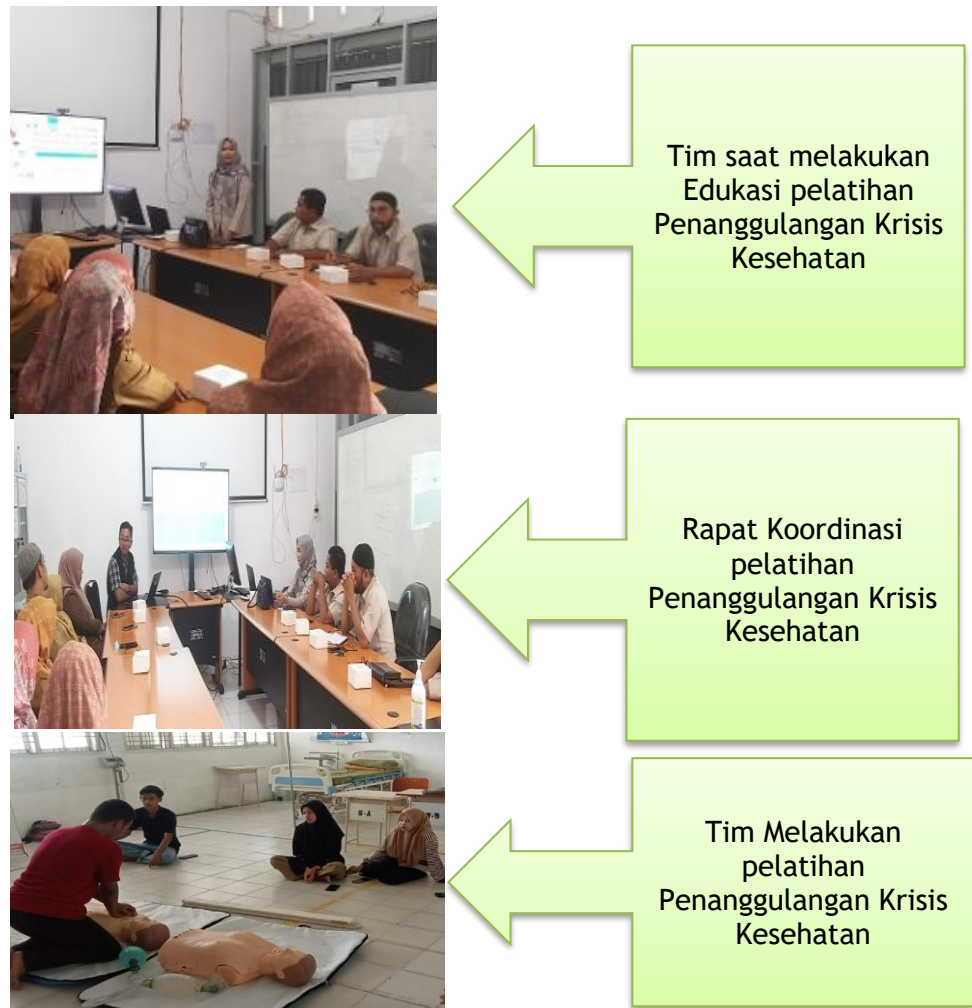 Tim saat melakukan
Edukasi pelatihan
Penanggulangan Krisis
Kesehatan
Rapat Koordinasi
pelatihan
Penanggulangan Krisis
Kesehatan
Tim Melakukan
pelatihan
Penanggulangan Krisis
Kesehatan